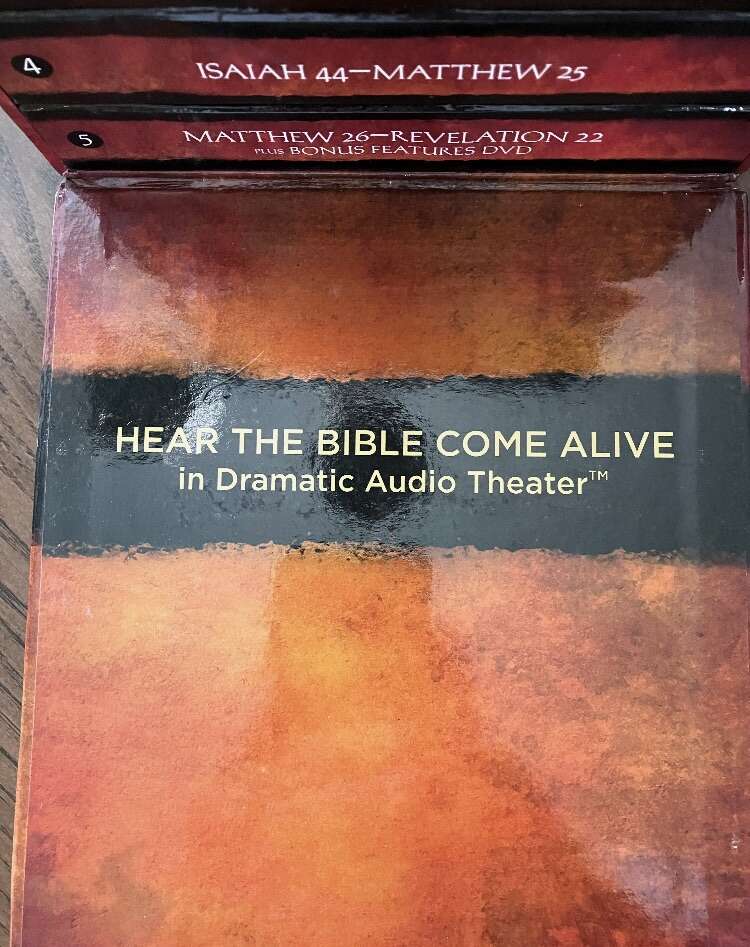 4
ISAIAH 44–MATTHEW 25
5
MATTHEW 26–REVELATION 22
PLUS BONUS FEATURES DVD
HEAR THE BIBLE COME ALIVE
in Dramatic Audio Theater™